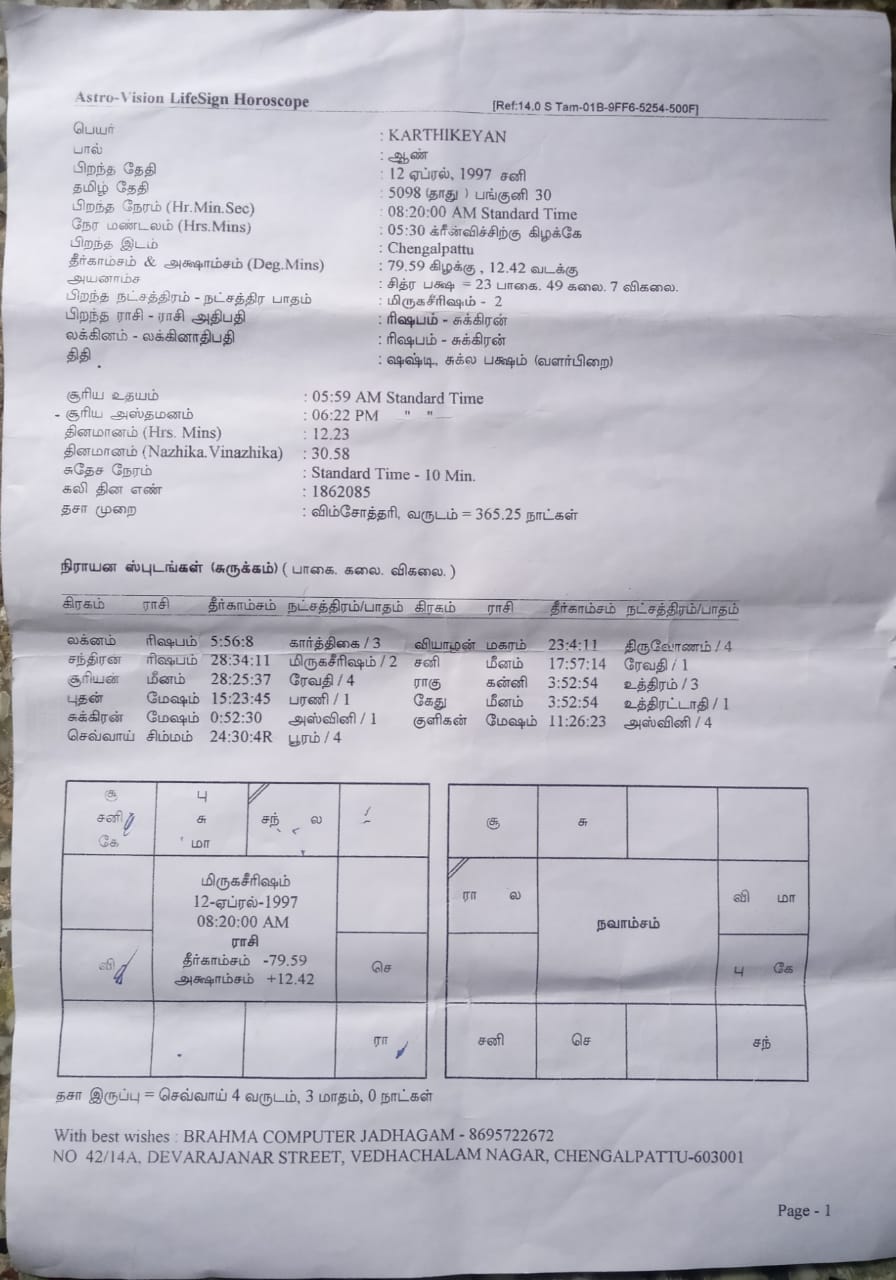 Astro-Vision LifeSign Horoscope [Ref:14.0 S Tam-01B-9FF6-5254-500F]
பெயர் : KARTHIKEYAN
பால் : ஆண்
பிறந்த தேதி : 12 ஏப்ரல், 1997 சனி
தமிழ் தேதி : 5098 (தாது ) பங்குனி 30
பிறந்த நேரம் (Hr.Min.Sec) : 08:20:00 AM Standard Time
நேர மண்டலம் (Hrs.Mins) : 05:30 க்ரீன்விச்சிற்கு கிழக்கே
பிறந்த இடம் : Chengalpattu
தீர்காம்சம் & அக்ஷாம்சம் (Deg.Mins) : 79.59 கிழக்கு , 12.42 வடக்கு
அயனாம்ச : சித்ர பக்ஷ = 23 பாகை. 49 கலை. 7 விகலை.
பிறந்த நட்சத்திரம் - நட்சத்திர பாதம் : மிருகசீரிஷம் - 2
பிறந்த ராசி - ராசி அதிபதி : ரிஷபம் - சுக்கிரன்
லக்கினம் - லக்கினாதிபதி : ரிஷபம் - சுக்கிரன்
திதி : ஷஷ்டி, சுக்ல பக்ஷம் (வளர்பிறை)
சூரிய உதயம் : 05:59 AM Standard Time
சூரிய அஸ்தமனம் : 06:22 PM " "
தினமானம் (Hrs. Mins) : 12.23
தினமானம் (Nazhika.Vinazhika) : 30.58
சுதேச நேரம் : Standard Time - 10 Min.
கலி தின எண் : 1862085
தசா முறை : விம்சோத்தரி, வருடம் = 365.25 நாட்கள்
நிராயன ஸ்புடங்கள் (சுருக்கம்) ( பாகை. கலை. விகலை. )
கிரகம் ராசி தீர்காம்சம் நட்சத்திரம்/பாதம் கிரகம் ராசி தீர்காம்சம் நட்சத்திரம்/பாதம்
லக்னம் ரிஷபம் 5:56:8 கார்த்திகை / 3 வியாழன் மகரம் 23:4:11 திருவோணம் / 4
சந்திரன் ரிஷபம் 28:34:11 மிருகசீரிஷம் / 2 சனி மீனம் 17:57:14 ரேவதி / 1
சூரியன் மீனம் 28:25:37 ரேவதி / 4 ராகு கன்னி 3:52:54 உத்திரம் / 3
புதன் மேஷம் 15:23:45 பரணி / 1 கேது மீனம் 3:52:54 உத்திரட்டாதி / 1
சுக்கிரன் மேஷம் 0:52:30 அஸ்வினி / 1 குளிகன் மேஷம் 11:26:23 அஸ்வினி / 4
செவ்வாய் சிம்மம் 24:30:4R பூரம் / 4
சூ
சனி
கே
பு
சு
மா
சந் ல
மிருகசீரிஷம்
12-ஏப்ரல்-1997
08:20:00 AM
ராசி
தீர்காம்சம் -79.59
அக்ஷாம்சம் +12.42
வி
செ
ரா
சூ
சு
ரா ல
நவாம்சம்
வி மா
பு கே
சனி
செ
சந்
தசா இருப்பு = செவ்வாய் 4 வருடம், 3 மாதம், 0 நாட்கள்
With best wishes : BRAHMA COMPUTER JADHAGAM - 8695722672
NO 42/14A, DEVARAJANAR STREET, VEDHACHALAM NAGAR, CHENGALPATTU-603001
Page - 1